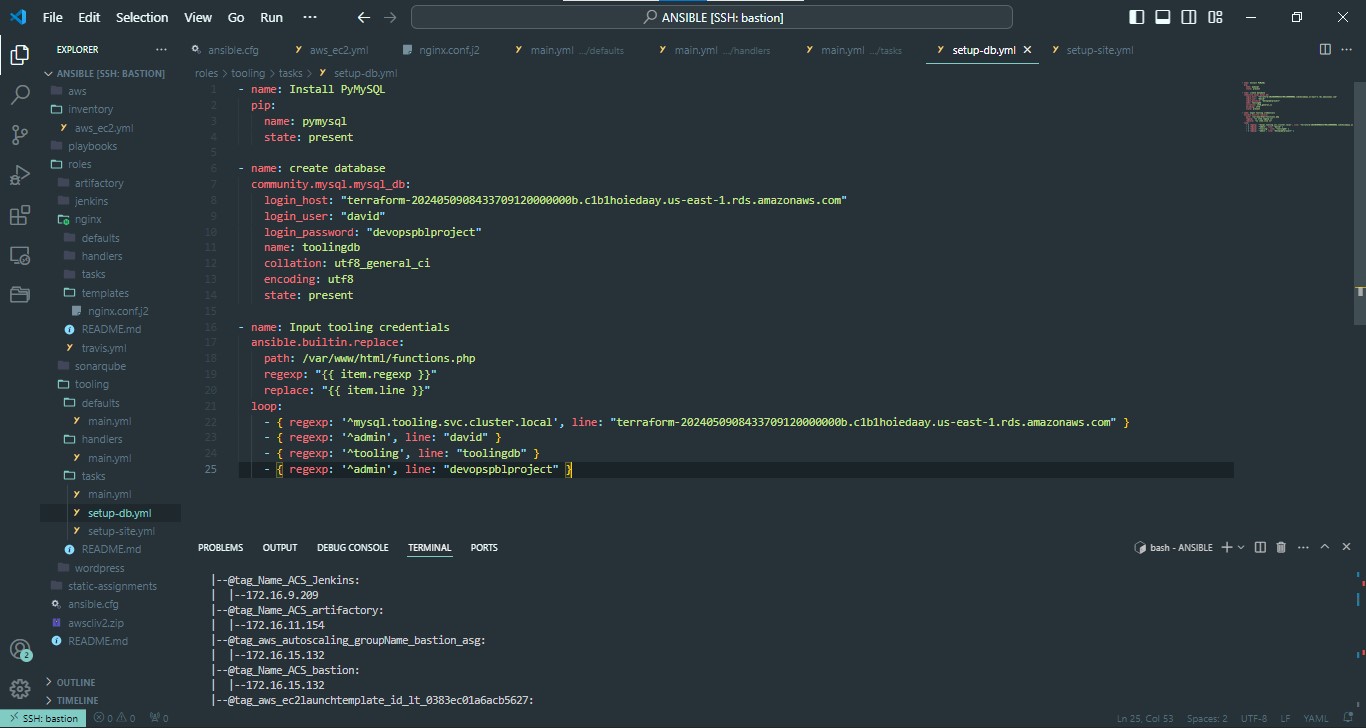 File Edit Selection View Go Run ··· ANSIBLE [SSH: bastion]
EXPLORER ···
ansible.cfg aws_ec2.yml nginx.conf.j2 main.yml .../defaults main.yml .../handlers main.yml .../tasks setup-db.yml setup-site.yml ···
ANSIBLE [SSH: BASTION]
aws
inventory
aws_ec2.yml
playbooks
roles
artifactory
jenkins
nginx
defaults
handlers
tasks
templates
nginx.conf.j2
README.md
travis.yml
sonarqube
tooling
defaults
main.yml
handlers
main.yml
tasks
main.yml
setup-db.yml
setup-site.yml
README.md
wordpress
static-assignments
ansible.cfg
awscliv2.zip
README.md
OUTLINE
TIMELINE
roles > tooling > tasks > setup-db.yml
1 - name: Install PyMySQL
2 pip:
3 name: pymysql
4 state: present
5
6 - name: create database
7 community.mysql.mysql_db:
8 login_host: "terraform-20240509084337091200000000b.c1b1hoiedaay.us-east-1.rds.amazonaws.com"
9 login_user: "david"
10 login_password: "devopspblproject"
11 name: toolingdb
12 collation: utf8_general_ci
13 encoding: utf8
14 state: present
15
16 - name: Input tooling credentials
17 ansible.builtin.replace:
18 path: /var/www/html/functions.php
19 regexp: "{{ item.regexp }}"
20 replace: "{{ item.line }}"
21 loop:
22 - { regexp: '^mysql.tooling.svc.cluster.local', line: "terraform-20240509084337091200000000b.c1b1hoiedaay.us-east-1.rds.amazonaws.com" }
23 - { regexp: '^admin', line: "david" }
24 - { regexp: '^tooling', line: "toolingdb" }
25 - { regexp: '^admin', line: "devopspblproject" }
PROBLEMS OUTPUT DEBUG CONSOLE TERMINAL PORTS bash - ANSIBLE ···
|--@tag_Name_ACS_Jenkins:
| |--172.16.9.209
|--@tag_Name_ACS_artifactory:
| |--172.16.11.154
|--@tag_aws_autoscaling_groupName_bastion_asg:
| |--172.16.15.132
|--@tag_Name_ACS_bastion:
| |--172.16.15.132
|--@tag_aws_ec2launchtemplate_id_lt_0383ec01a6acb5627:
2
SSH: bastion 0 0 0 Ln 25, Col 53 Spaces: 2 UTF-8 LF YAML